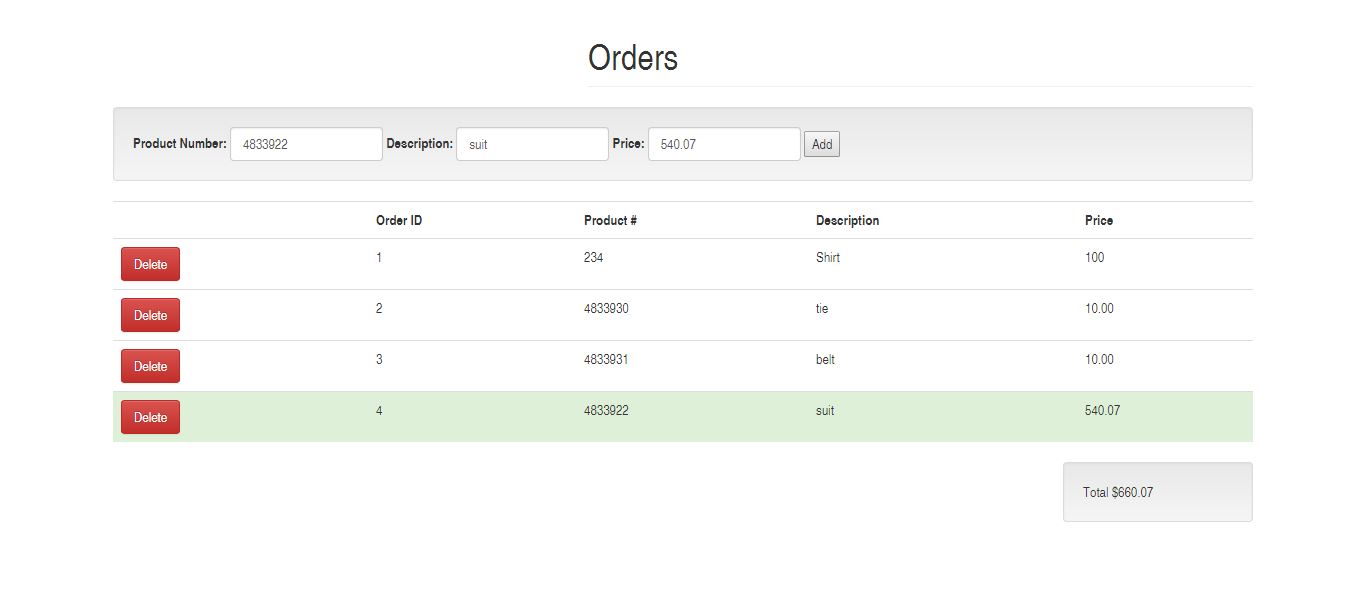 Orders
Product Number: 4833922 Description: suit Price: 540.07 Add
Order ID Product # Description Price
Delete 1 234 Shirt 100
Delete 2 4833930 tie 10.00
Delete 3 4833931 belt 10.00
Delete 4 4833922 suit 540.07
Total $660.07